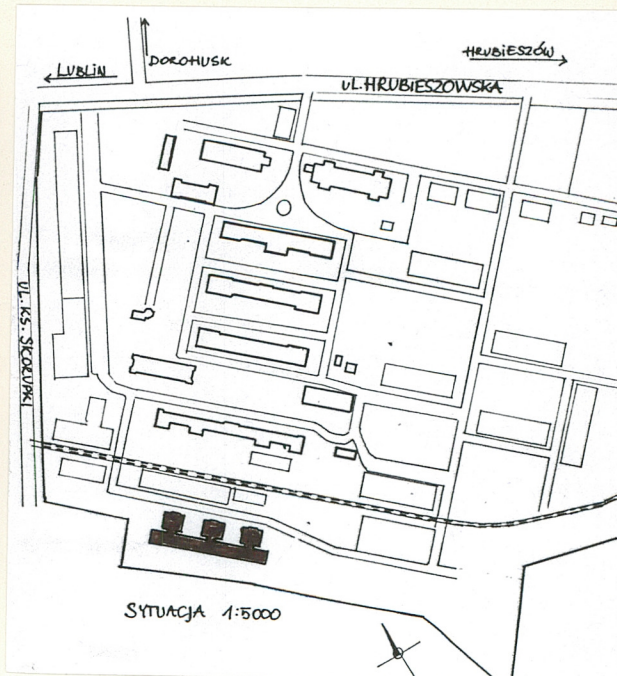 LUBLIN
DOROHUSK
HRUBIESZÓW
UL. HRUBIESZOWSKA
UL. KS. SKORUPKI
SYTUACJA 1:5000